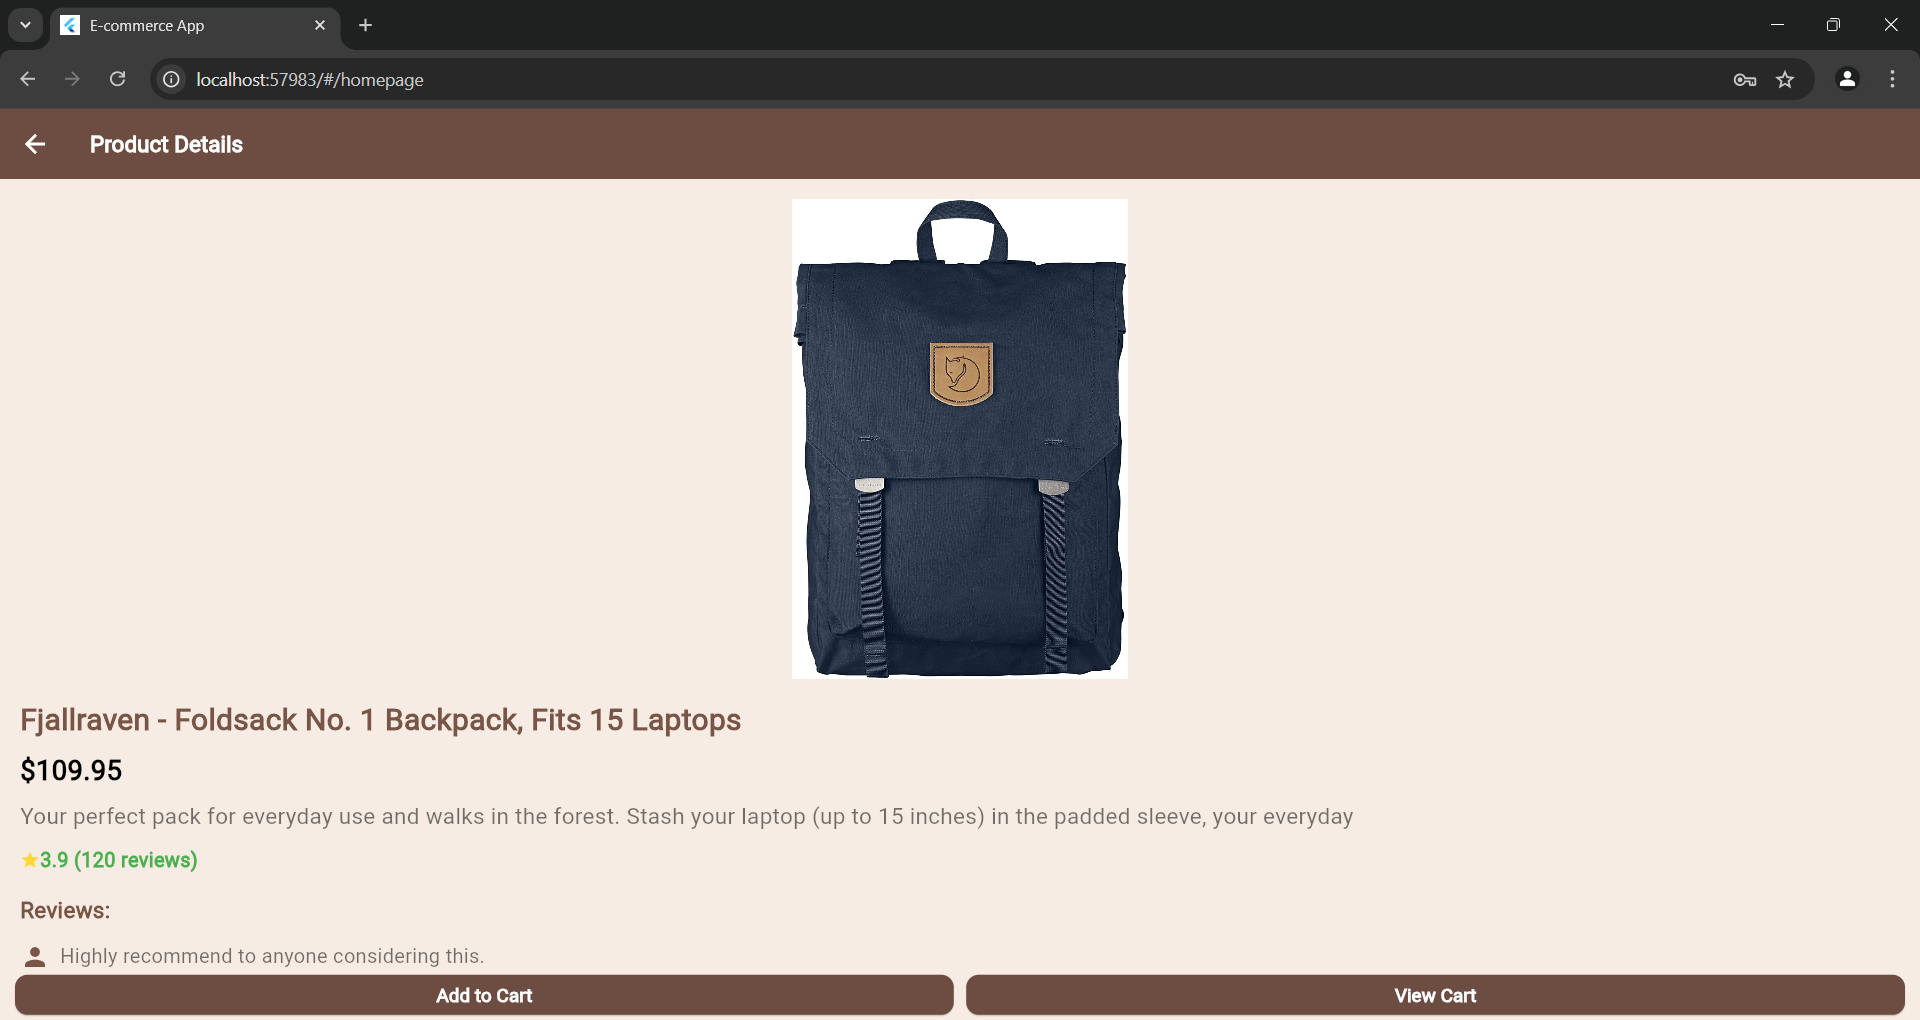 E-commerce App
localhost:57983/#/homepage
Product Details
Fjallraven - Foldsack No. 1 Backpack, Fits 15 Laptops
$109.95
Your perfect pack for everyday use and walks in the forest. Stash your laptop (up to 15 inches) in the padded sleeve, your everyday
3.9 (120 reviews)
Reviews:
Highly recommend to anyone considering this.
Add to Cart
View Cart